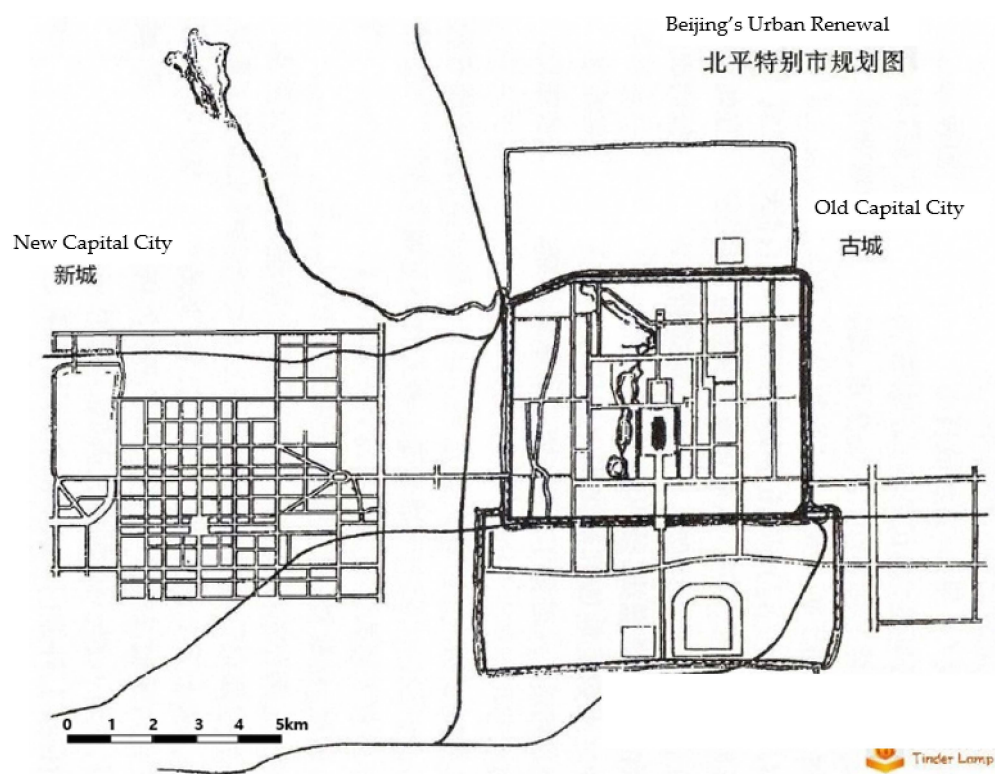 Beijing’s Urban Renewal
北平特别市规划图
Old Capital City
古城
New Capital City
新城
0 1 2 3 4 5km
Tinder Lamp